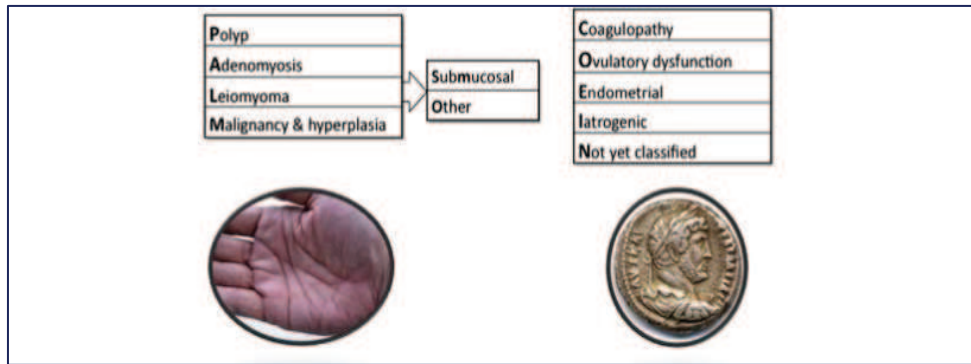 Polyp
Adenomyosis
Leiomyoma
Malignancy & hyperplasia
Submucosal
Other
Coagulopathy
Ovulatory dysfunction
Endometrial
Iatrogenic
Not yet classified